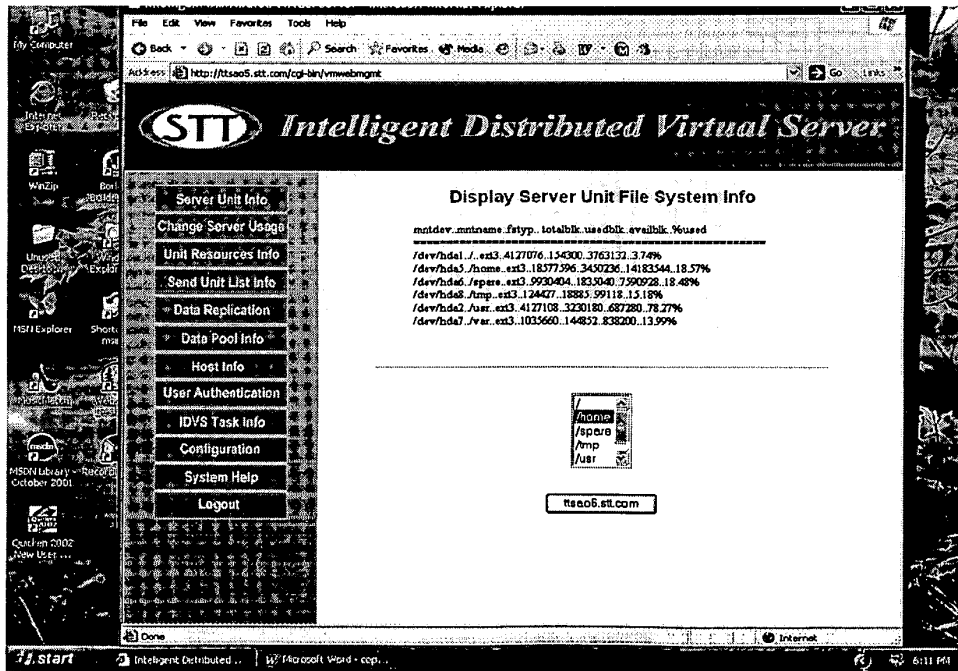 File Edit View Favorites Tools Help
Back Search Favorites Media
Address http://ttsao5.stt.com/cgi-bin/vmwebmgmt Go Links
STT Intelligent Distributed Virtual Server
My Computer
Internet Explorer
WinZip
MSN Explorer
MSDN Library - October 2001
Quicken 2002 New User ...
Server Unit Info
Change Server Usage
Unit Resources Info
Send Unit List Info
Data Replication
Data Pool Info
Host Info
User Authentication
IDVS Task Info
Configuration
System Help
Logout
Display Server Unit File System Info
mntdev..mntname..fstyp.. totalblk..usedblk..availblk..%used
/dev/hda1../..ext3..4127076..154300..3763132..3.74%
/dev/hda5../home..ext3..18577596..3450236..14183544..18.57%
/dev/hda6../spare..ext3..9930404..1835040..7590928..18.48%
/dev/hda8../tmp..ext3..124427..18885..99118..15.18%
/dev/hda2../usr..ext3..4127108..3230180..687280..78.27%
/dev/hda7../var..ext3..1035660..144852..838200..13.99%
/
/home
/spare
/tmp
/usr
ttsao5.stt.com
Done
Internet
start
Intelligent Distributed ..
Microsoft Word - cop...
6:11 PM